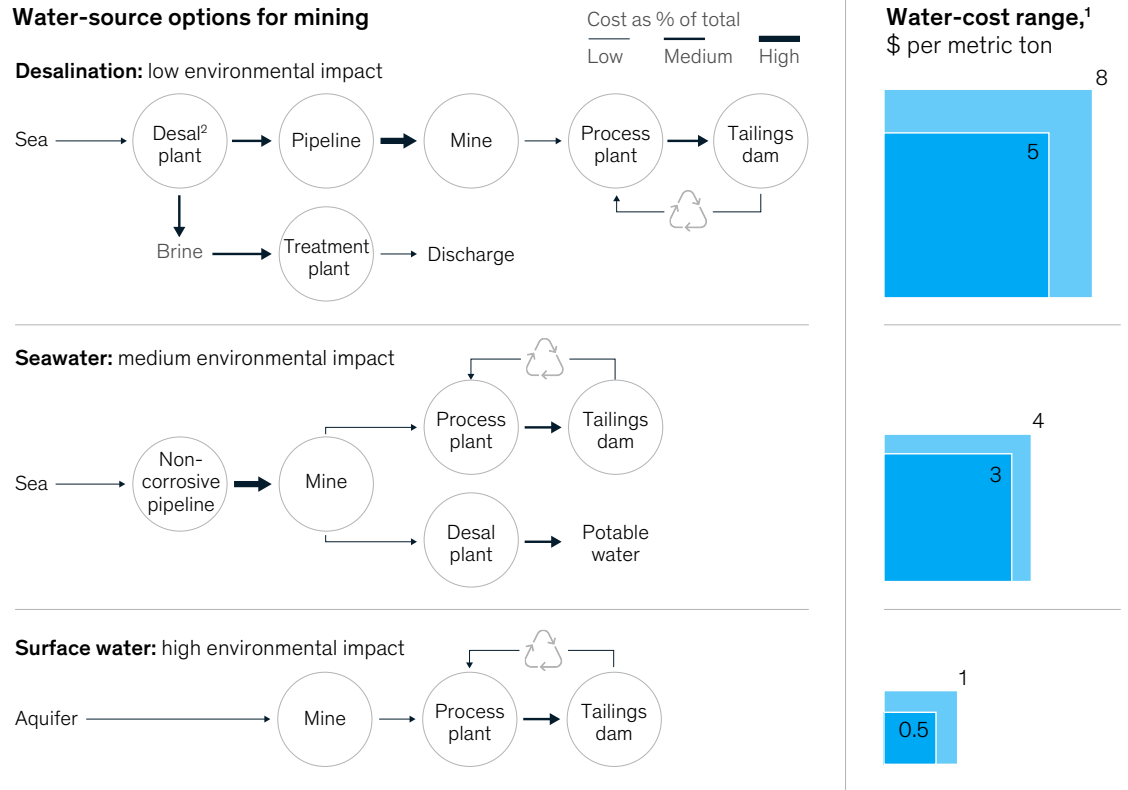 Water-source options for mining
Cost as % of total
Low Medium High
Water-cost range,¹
$ per metric ton
Desalination: low environmental impact
Sea
Desal²
plant
Pipeline
Mine
Process
plant
Tailings
dam
Brine
Treatment
plant
Discharge
8
5
Seawater: medium environmental impact
Sea
Non-
corrosive
pipeline
Mine
Process
plant
Tailings
dam
Desal
plant
Potable
water
4
3
Surface water: high environmental impact
Aquifer
Mine
Process
plant
Tailings
dam
1
0.5